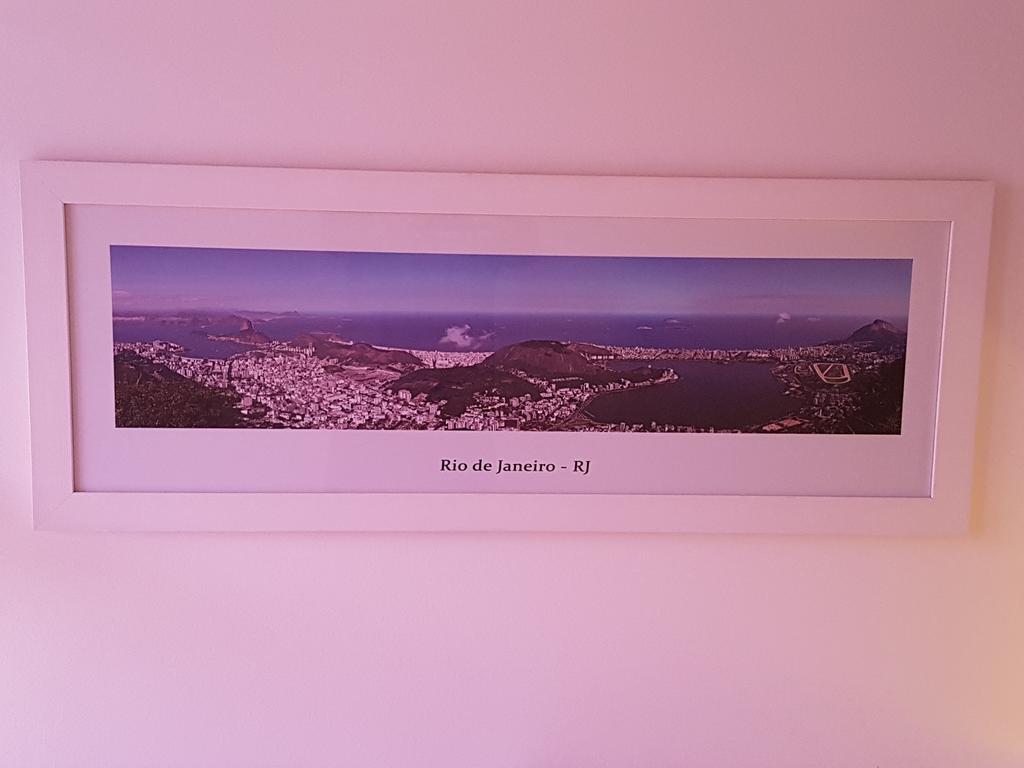 Rio de Janeiro - RJ